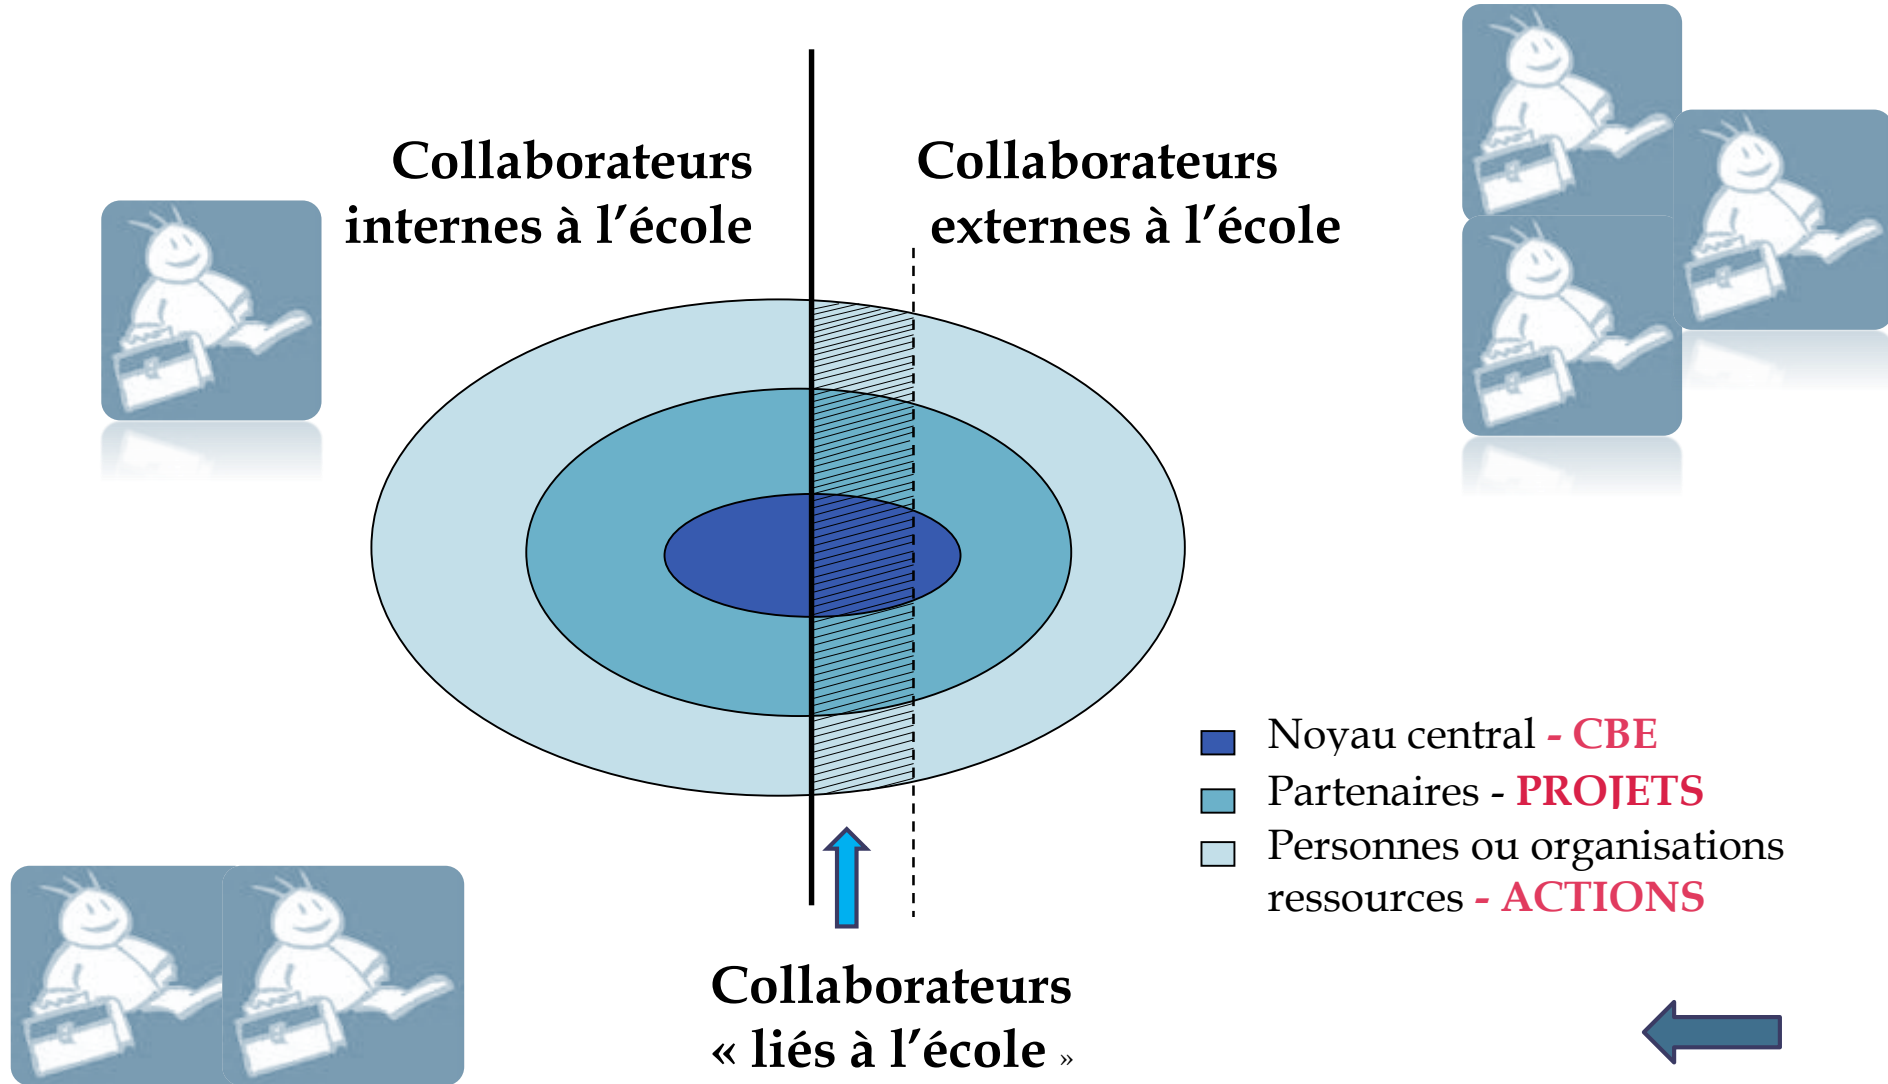 Collaborateurs
internes à l’école
Collaborateurs
externes à l’école
Noyau central - CBE
Partenaires - PROJETS
Personnes ou organisations
ressources - ACTIONS
Collaborateurs
« liés à l’école »